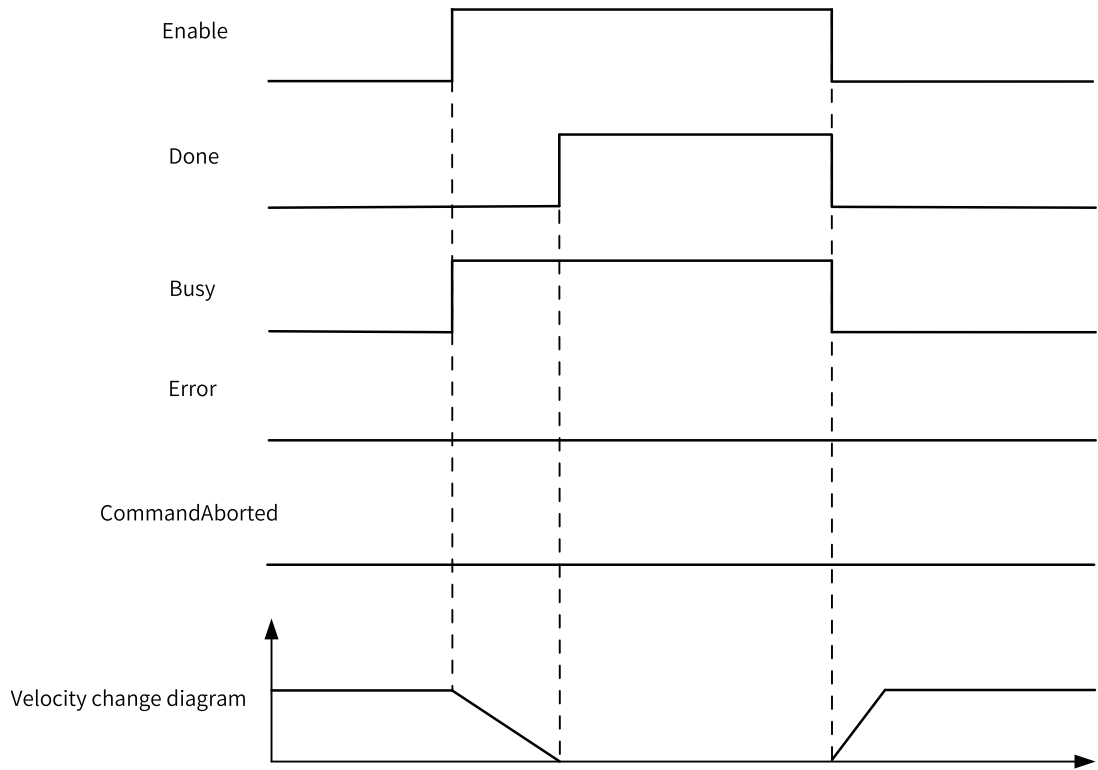 Enable
Done
Busy
Error
CommandAborted
Velocity change diagram